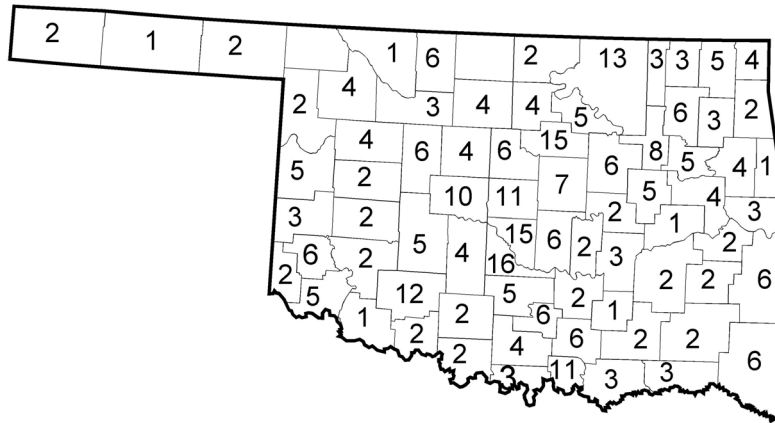 2 1 2 1 6 2 13 3 3 5 4
2 4 3 4 4 5 6 3 2
4 6 4 6 15 6 8 5 4 1
5 2 10 11 7 5 4
3 2 2 1 3
6 2 5 4 15 6 2 3 2
2 5 12 16 2 2 6
1 2 2 5 6 2 1
2 4 6 2 2 6
3 11 3 3